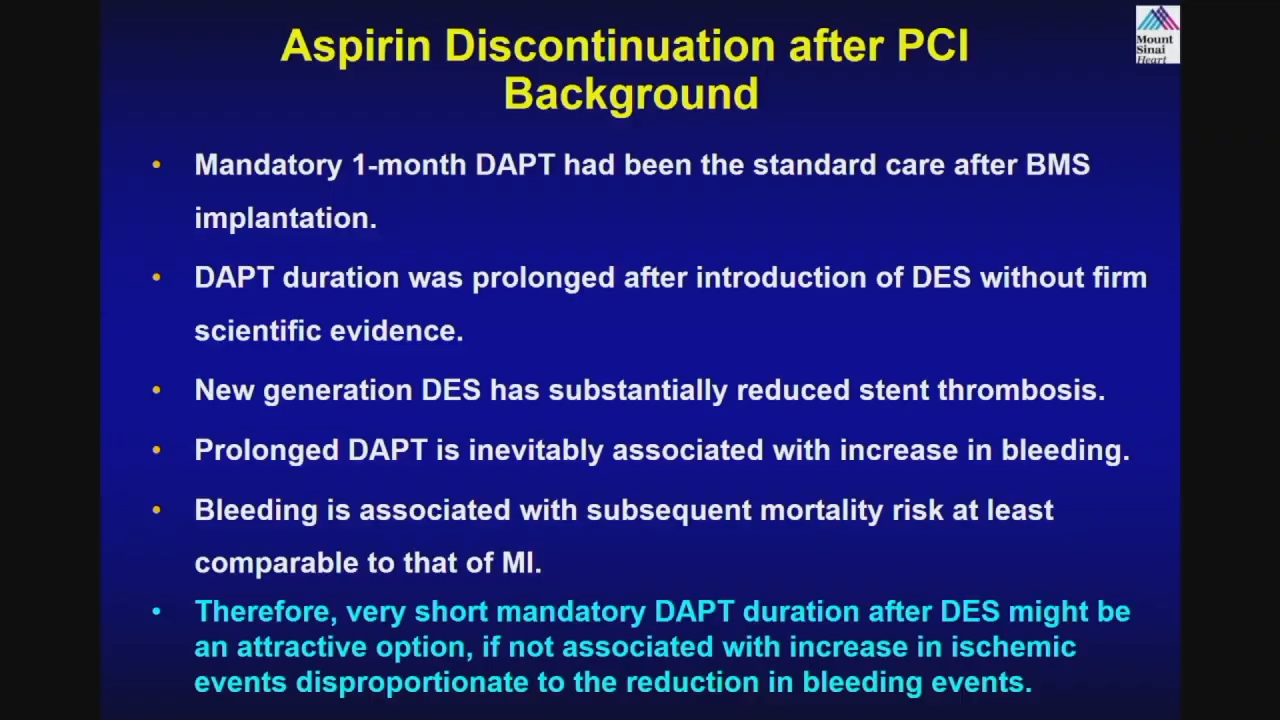 Aspirin Discontinuation after PCI
Background
Mount
Sinai
Heart
• Mandatory 1-month DAPT had been the standard care after BMS
implantation.
• DAPT duration was prolonged after introduction of DES without firm
scientific evidence.
• New generation DES has substantially reduced stent thrombosis.
• Prolonged DAPT is inevitably associated with increase in bleeding.
• Bleeding is associated with subsequent mortality risk at least
comparable to that of MI.
• Therefore, very short mandatory DAPT duration after DES might be
an attractive option, if not associated with increase in ischemic
events disproportionate to the reduction in bleeding events.